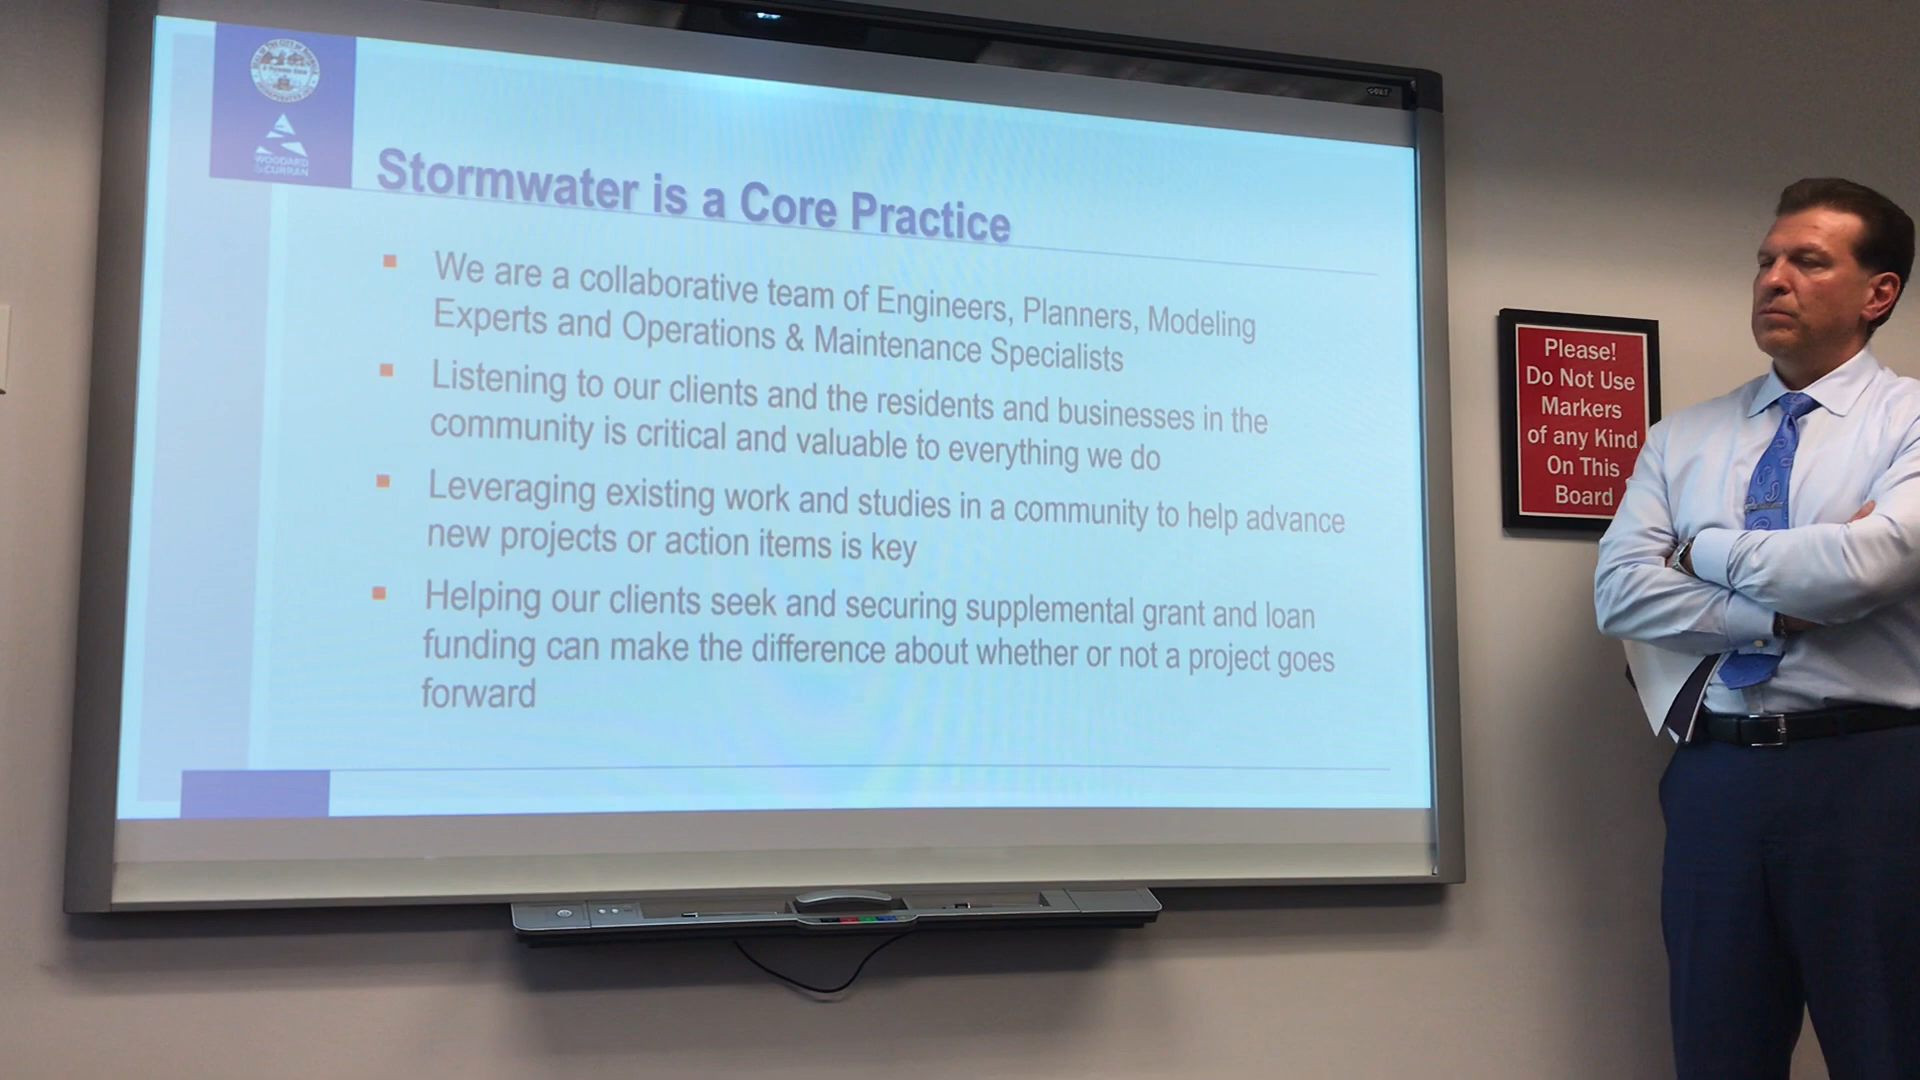 WOODARD
& CURRAN
Stormwater is a Core Practice
We are a collaborative team of Engineers, Planners, Modeling
Experts and Operations & Maintenance Specialists
Listening to our clients and the residents and businesses in the
community is critical and valuable to everything we do
Leveraging existing work and studies in a community to help advance
new projects or action items is key
Helping our clients seek and securing supplemental grant and loan
funding can make the difference about whether or not a project goes
forward
Please!
Do Not Use
Markers
of any Kind
On This
Board